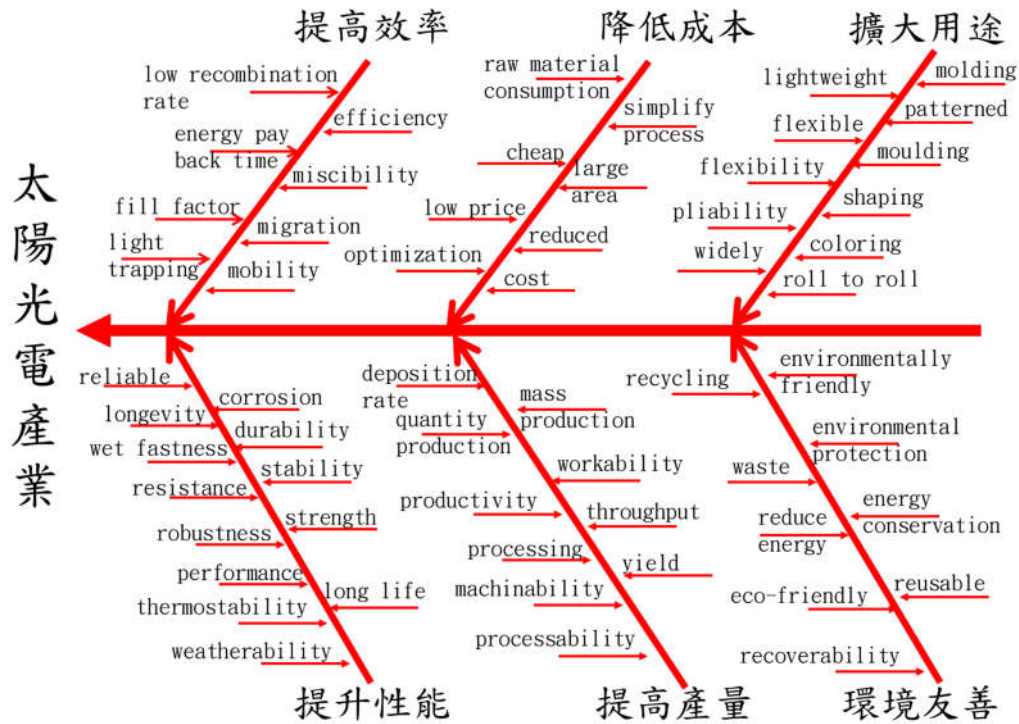 太陽光電產業
提高效率
low recombination
rate
efficiency
energy pay
back time
miscibility
fill factor
migration
light
trapping
mobility
降低成本
raw material
consumption
simplify
process
cheap
large
area
low price
reduced
optimization
cost
擴大用途
lightweight
molding
patterned
flexible
moulding
flexibility
shaping
pliability
coloring
widely
roll to roll
reliable
corrosion
longevity
durability
wet fastness
stability
resistance
strength
robustness
performance
long life
thermostability
weatherability
提升性能
deposition
rate
mass
production
quantity
production
workability
productivity
throughput
processing
yield
machinability
processability
提高產量
environmentally
friendly
recycling
environmental
protection
waste
energy
conservation
reduce
energy
reusable
eco-friendly
recoverability
環境友善